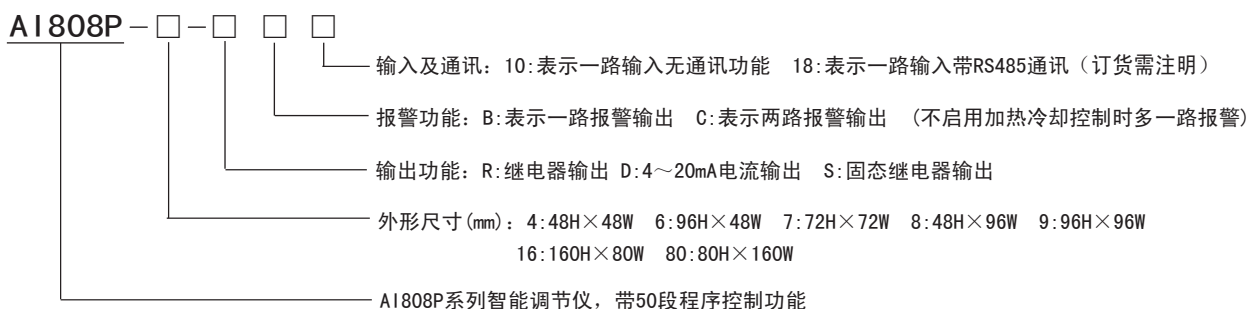 AI808P-□-□ □ □
输入及通讯：10:表示一路输入无通讯功能 18:表示一路输入带RS485通讯（订货需注明）
报警功能：B:表示一路报警输出 C:表示两路报警输出 (不启用加热冷却控制时多一路报警)
输出功能：R:继电器输出 D:4～20mA电流输出 S:固态继电器输出
外形尺寸(mm)：4:48H×48W 6:96H×48W 7:72H×72W 8:48H×96W 9:96H×96W
16:160H×80W 80:80H×160W
AI808P系列智能调节仪，带50段程序控制功能